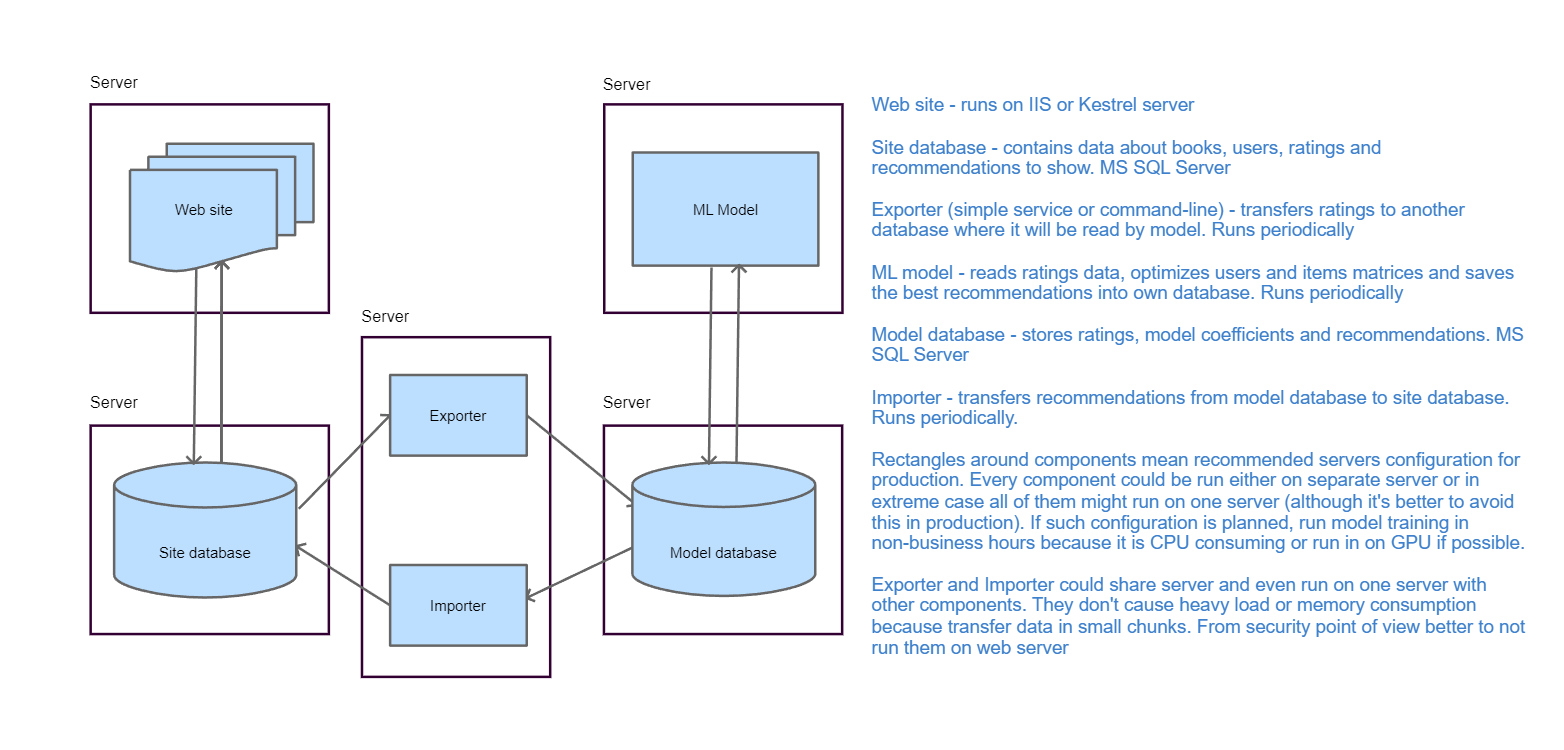 Server
Server
Web site - runs on IIS or Kestrel server
Site database - contains data about books, users, ratings and
recommendations to show. MS SQL Server
Web site
ML Model
Exporter (simple service or command-line) - transfers ratings to another
database where it will be read by model. Runs periodically
ML model - reads ratings data, optimizes users and items matrices and saves
the best recommendations into own database. Runs periodically
Server
Model database - stores ratings, model coefficients and recommendations. MS
SQL Server
Server
Server
Importer - transfers recommendations from model database to site database.
Runs periodically.
Exporter
Rectangles around components mean recommended servers configuration for
production. Every component could be run either on separate server or in
extreme case all of them might run on one server (although it's better to avoid
this in production). If such configuration is planned, run model training in
non-business hours because it is CPU consuming or run in on GPU if possible.
Site database
Model database
Exporter and Importer could share server and even run on one server with
other components. They don't cause heavy load or memory consumption
because transfer data in small chunks. From security point of view better to not
run them on web server
Importer